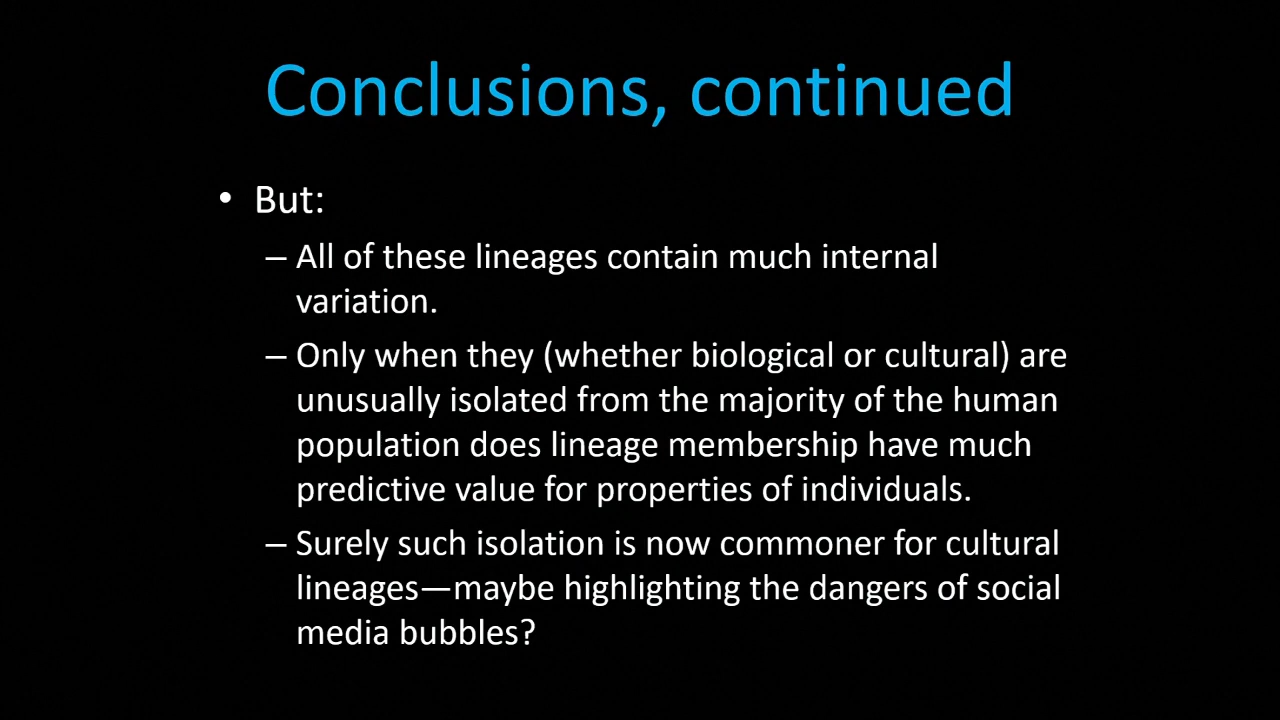 Conclusions, continued
• But:
– All of these lineages contain much internal
variation.
– Only when they (whether biological or cultural) are
unusually isolated from the majority of the human
population does lineage membership have much
predictive value for properties of individuals.
– Surely such isolation is now commoner for cultural
lineages—maybe highlighting the dangers of social
media bubbles?